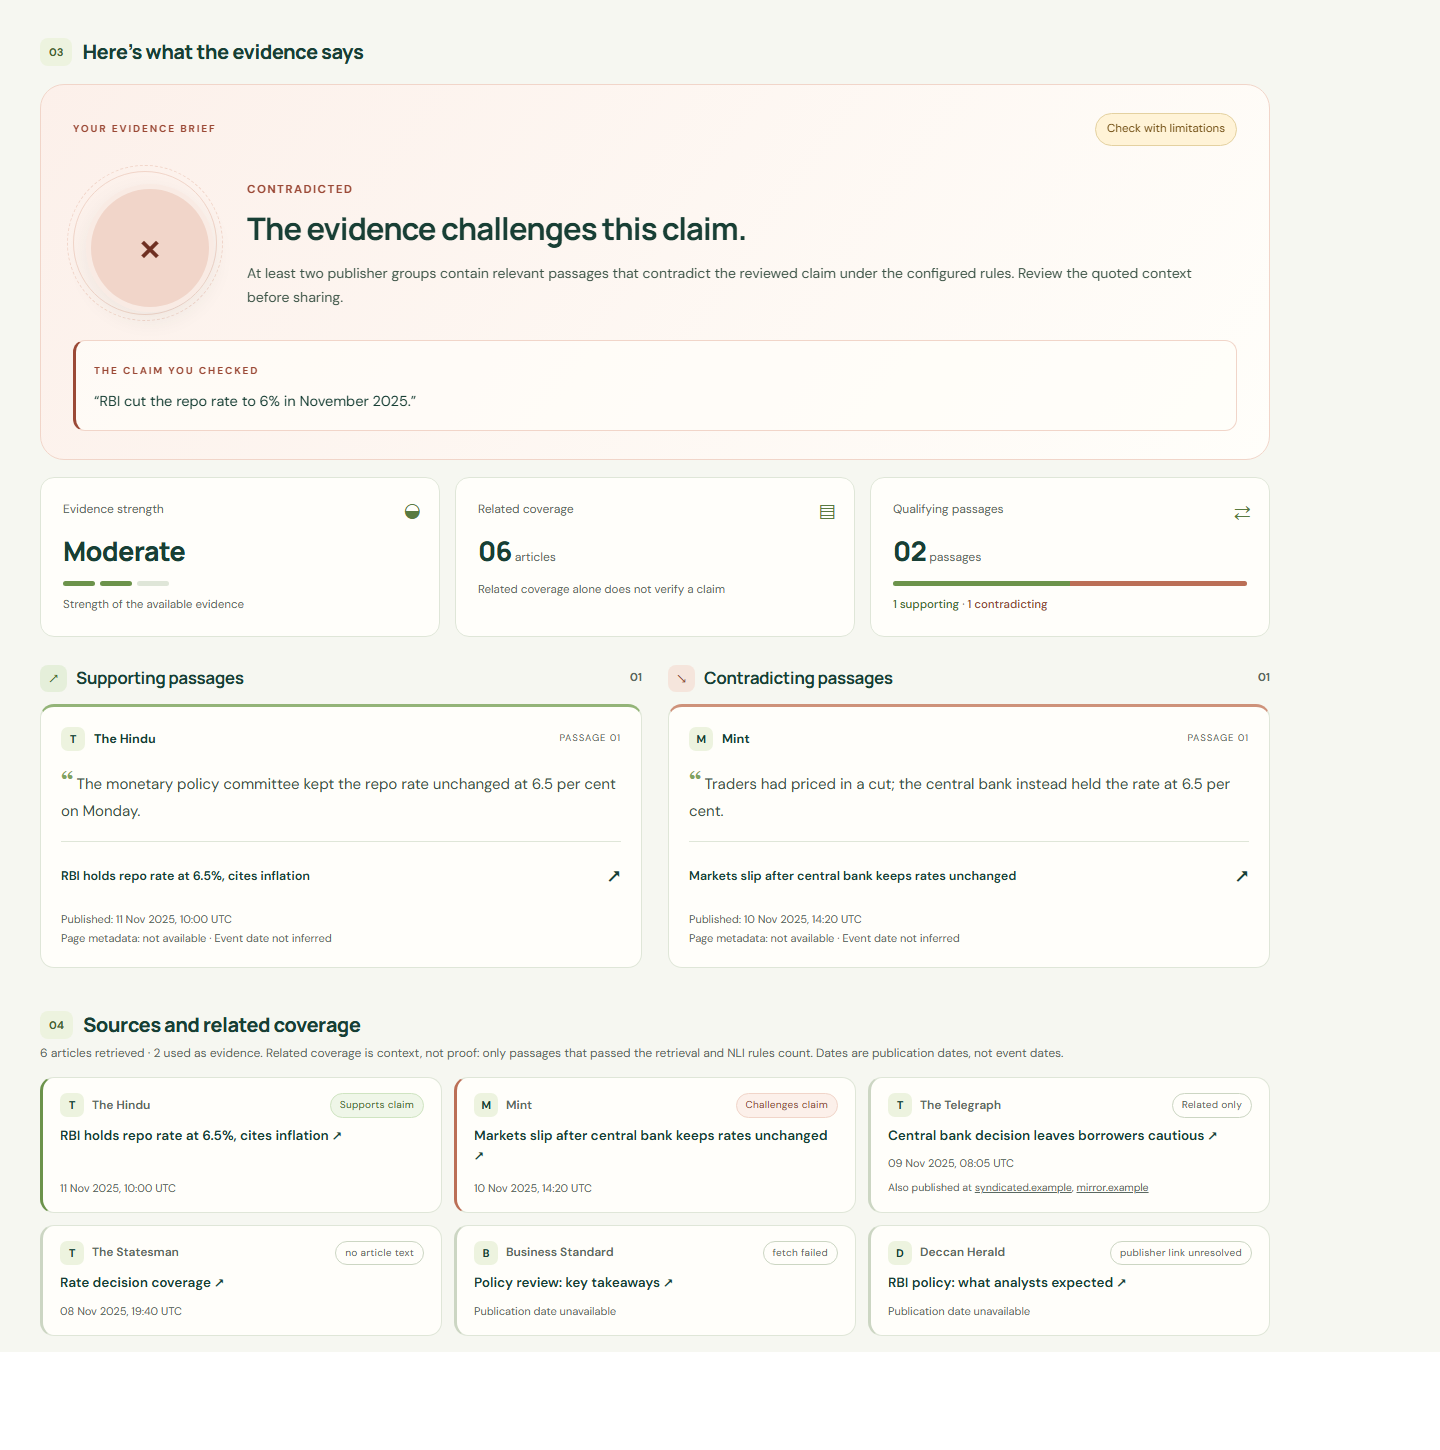 03 Here’s what the evidence says
YOUR EVIDENCE BRIEF
Check with limitations
×
CONTRADICTED
The evidence challenges this claim.
At least two publisher groups contain relevant passages that contradict the reviewed claim under the configured rules. Review the quoted context
before sharing.
THE CLAIM YOU CHECKED
“RBI cut the repo rate to 6% in November 2025.”
Evidence strength
Moderate
Strength of the available evidence
Related coverage
06 articles
Related coverage alone does not verify a claim
Qualifying passages
02 passages
1 supporting · 1 contradicting
↗ Supporting passages 01
T The Hindu PASSAGE 01
“ The monetary policy committee kept the repo rate unchanged at 6.5 per cent
on Monday.
RBI holds repo rate at 6.5%, cites inflation ↗
Published: 11 Nov 2025, 10:00 UTC
Page metadata: not available · Event date not inferred
↘ Contradicting passages 01
M Mint PASSAGE 01
“ Traders had priced in a cut; the central bank instead held the rate at 6.5 per
cent.
Markets slip after central bank keeps rates unchanged ↗
Published: 10 Nov 2025, 14:20 UTC
Page metadata: not available · Event date not inferred
04 Sources and related coverage
6 articles retrieved · 2 used as evidence. Related coverage is context, not proof: only passages that passed the retrieval and NLI rules count. Dates are publication dates, not event dates.
T The Hindu Supports claim
RBI holds repo rate at 6.5%, cites inflation ↗
11 Nov 2025, 10:00 UTC
M Mint Challenges claim
Markets slip after central bank keeps rates unchanged
↗
10 Nov 2025, 14:20 UTC
T The Telegraph Related only
Central bank decision leaves borrowers cautious ↗
09 Nov 2025, 08:05 UTC
Also published at syndicated.example, mirror.example
T The Statesman no article text
Rate decision coverage ↗
08 Nov 2025, 19:40 UTC
B Business Standard fetch failed
Policy review: key takeaways ↗
Publication date unavailable
D Deccan Herald publisher link unresolved
RBI policy: what analysts expected ↗
Publication date unavailable